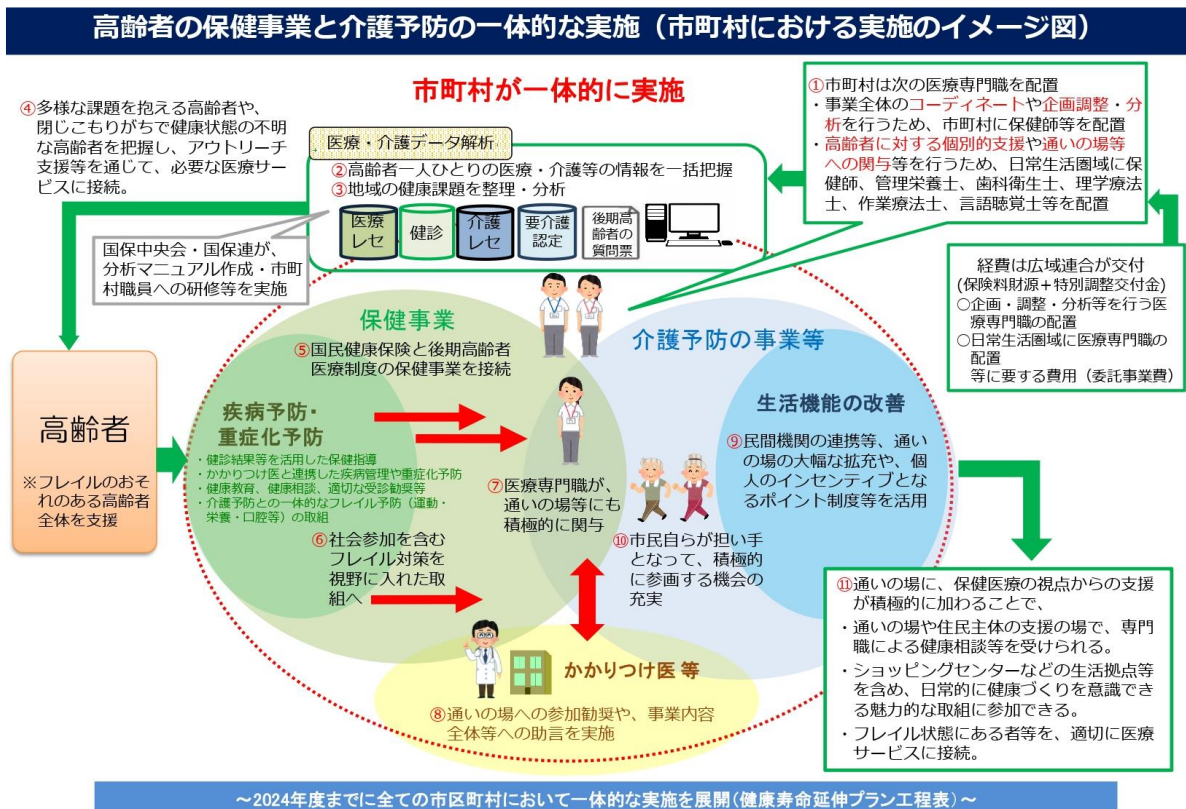 高齢者の保健事業と介護予防の一体的な実施（市町村における実施のイメージ図）
市町村が一体的に実施
④多様な課題を抱える高齢者や、
閉じこもりがちで健康状態の不明
な高齢者を把握し、アウトリーチ
支援等を通じて、必要な医療サー
ビスに接続。
医療・介護データ解析
②高齢者一人ひとりの医療・介護等の情報を一括把握
③地域の健康課題を整理・分析
医療
レセ
健診
介護
レセ
要介護
認定
後期高
齢者の
質問票
国保中央会・国保連が、
分析マニュアル作成・市町
村職員への研修等を実施
①市町村は次の医療専門職を配置
・事業全体のコーディネートや企画調整・分
析を行うため、市町村に保健師等を配置
・高齢者に対する個別的支援や通いの場等
への関与等を行うため、日常生活圏域に保
健師、管理栄養士、歯科衛生士、理学療法
士、作業療法士、言語聴覚士等を配置
経費は広域連合が交付
(保険料財源＋特別調整交付金)
○企画・調整・分析等を行う医
療専門職の配置
○日常生活圏域に医療専門職の
配置
等に要する費用（委託事業費）
高齢者
※フレイルのおそ
れのある高齢者
全体を支援
保健事業
⑤国民健康保険と後期高齢者
医療制度の保健事業を接続
疾病予防・
重症化予防
・健診結果等を活用した保健指導
・かかりつけ医と連携した疾病管理や重症化予防
・健康教育、健康相談、適切な受診勧奨等
・介護予防との一体的なフレイル予防（運動・
栄養・口腔等）の取組
⑥社会参加を含む
フレイル対策を
視野に入れた取
組へ
⑦医療専門職が、
通いの場等にも
積極的に関与
介護予防の事業等
生活機能の改善
⑨民間機関の連携等、通い
の場の大幅な拡充や、個
人のインセンティブとな
るポイント制度等を活用
⑩市民自らが担い手
となって、積極的
に参画する機会の
充実
かかりつけ医 等
⑧通いの場への参加勧奨や、事業内容
全体等への助言を実施
⑪通いの場に、保健医療の視点からの支援
が積極的に加わることで、
・通いの場や住民主体の支援の場で、専門
職による健康相談等を受けられる。
・ショッピングセンターなどの生活拠点等
を含め、日常的に健康づくりを意識でき
る魅力的な取組に参加できる。
・フレイル状態にある者等を、適切に医療
サービスに接続。
～2024年度までに全ての市区町村において一体的な実施を展開(健康寿命延伸プラン工程表)～